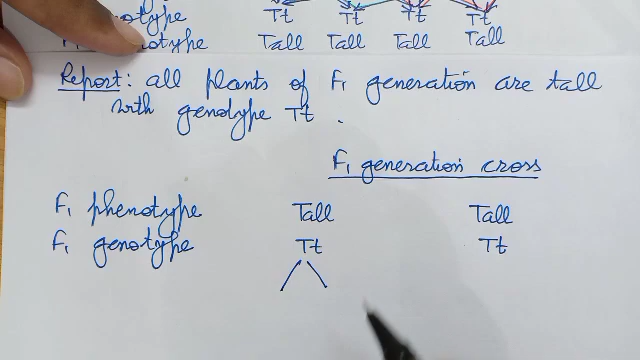 Tt Tt Tt Tt
F1 Tall Tall Tall Tall
Report: all plants of F1 generation are tall
with genotype Tt .
F1 generation cross
F1 phenotype Tall Tall
F1 genotype Tt Tt